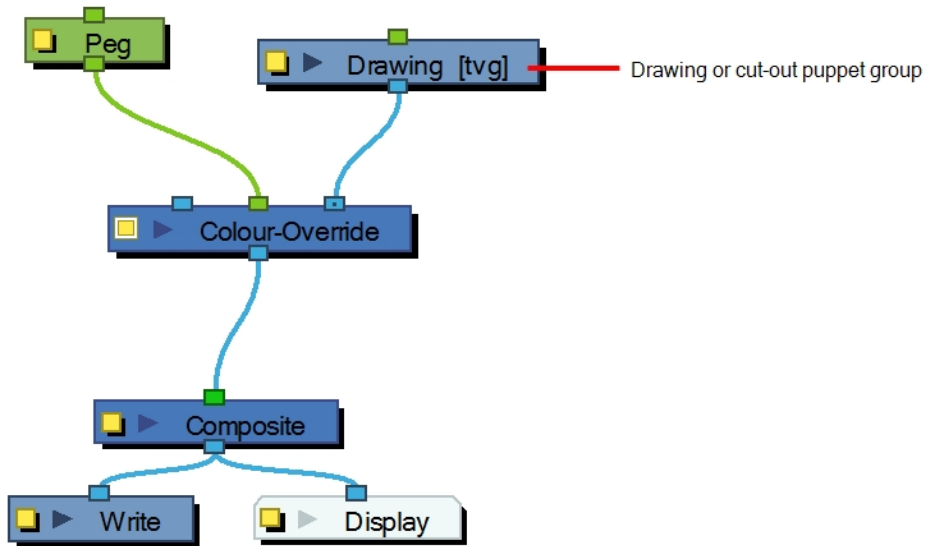 Peg
Drawing [tvg]
Drawing or cut-out puppet group
Colour-Override
Composite
Write
Display